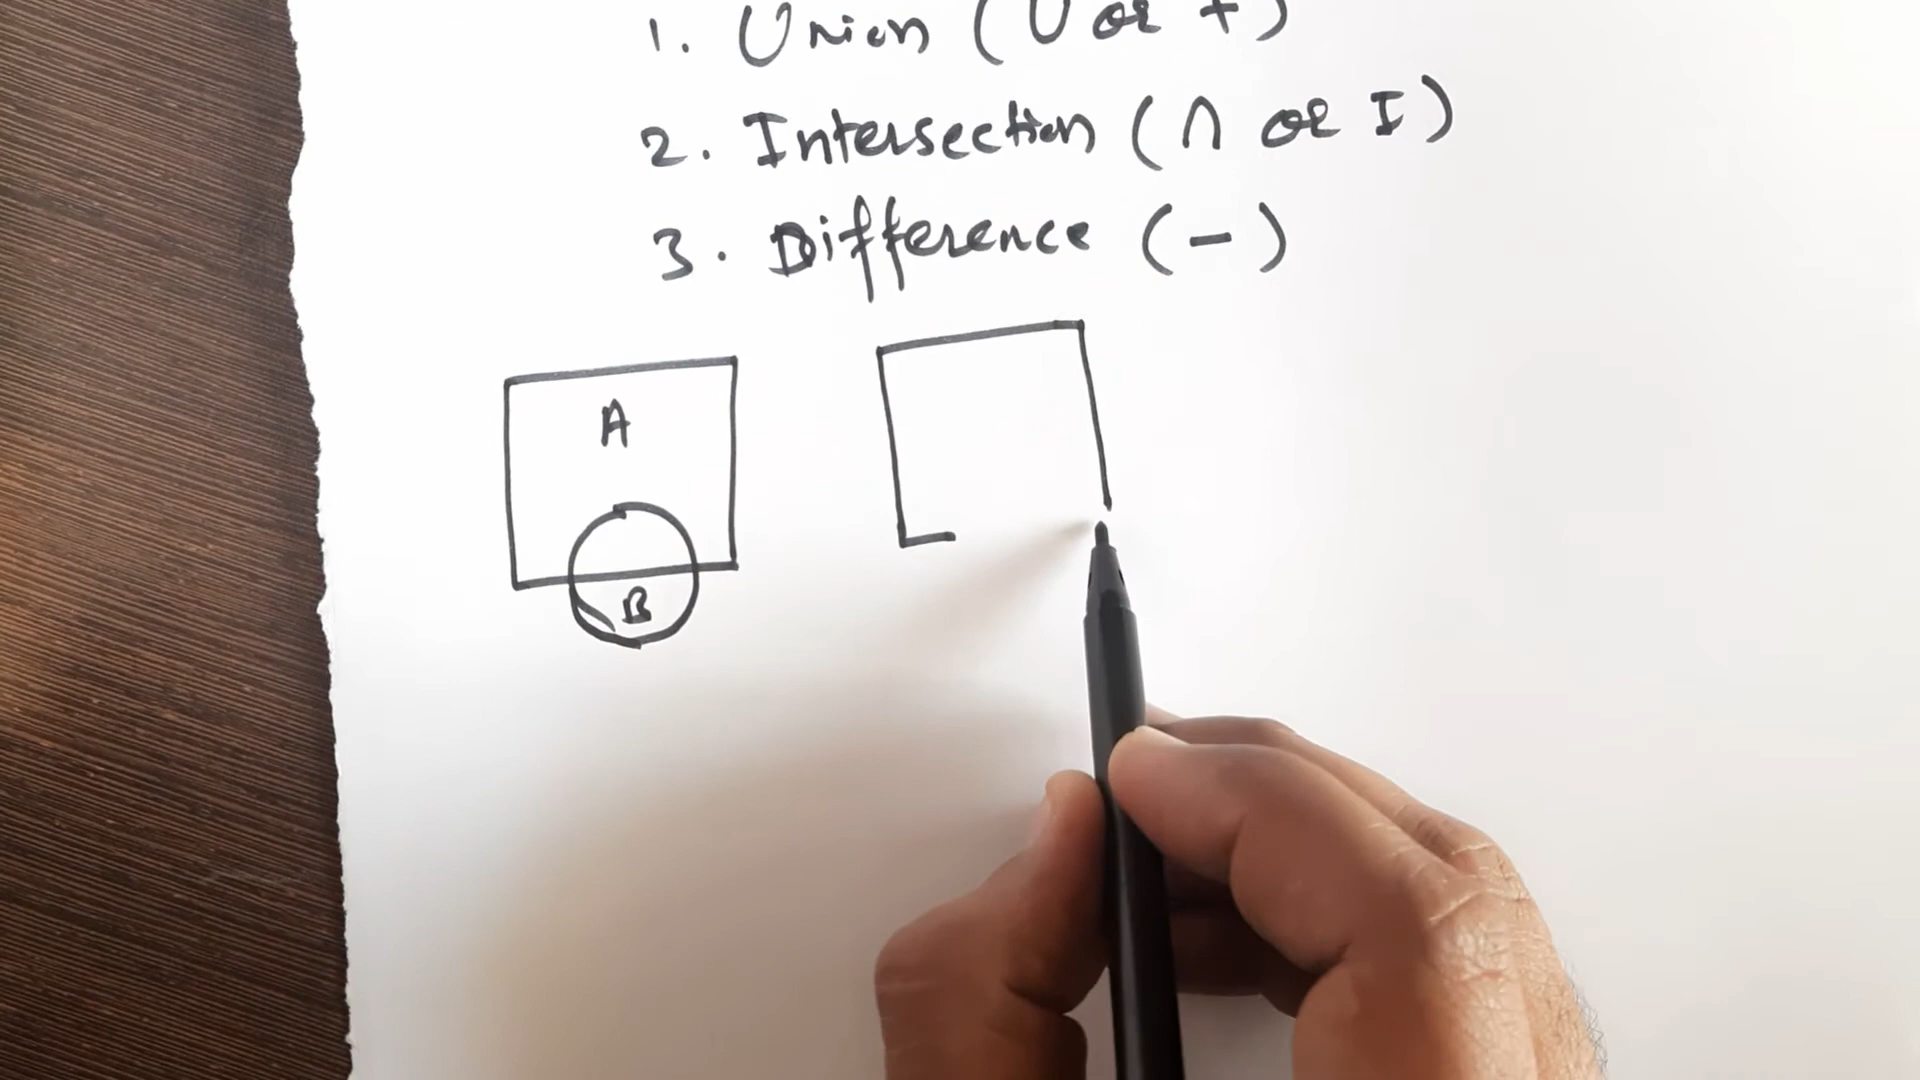 1. Union (∪ or +)
2. Intersection (∩ or I)
3. Difference (-)
A
B